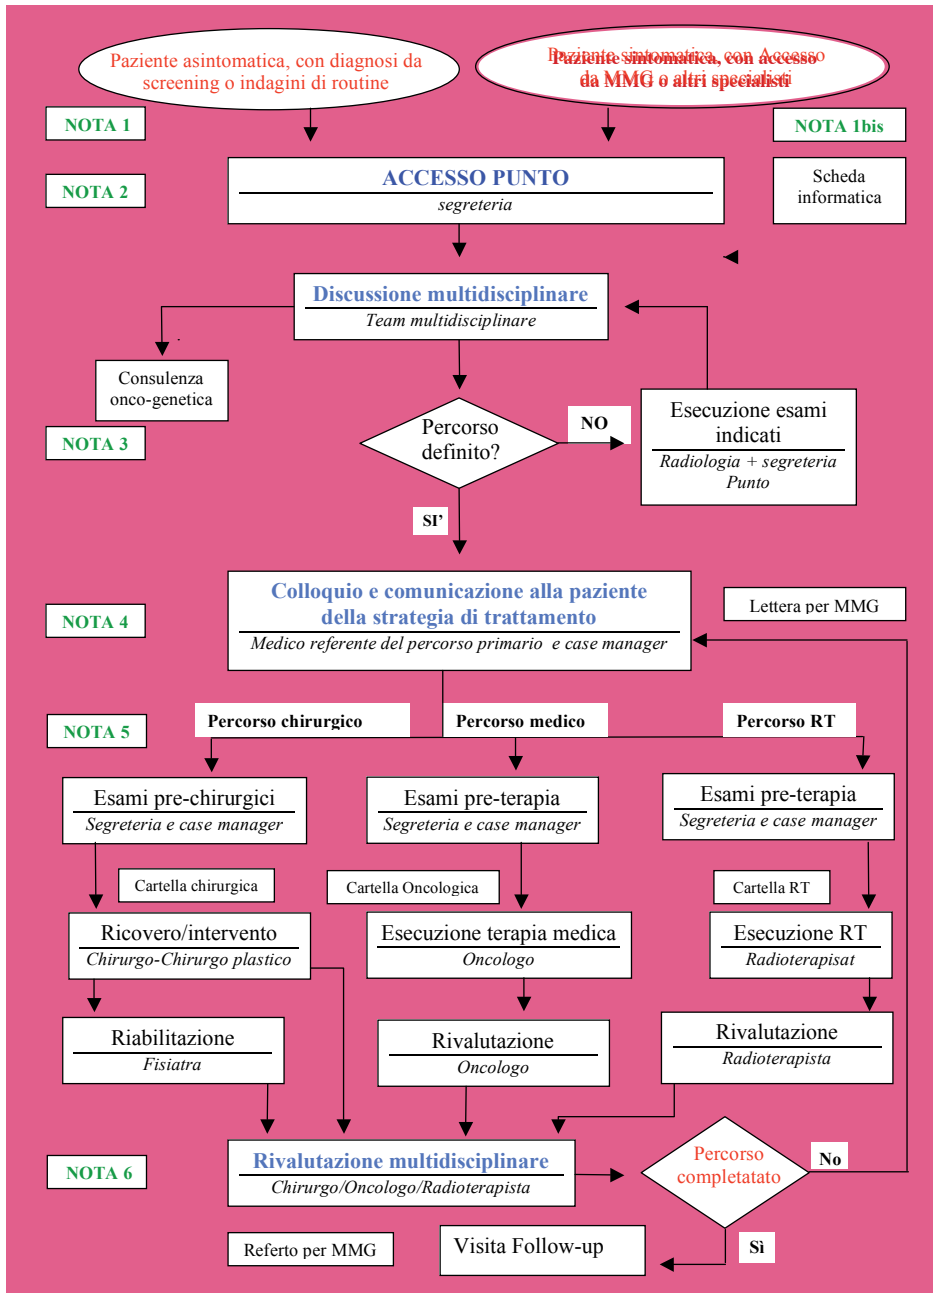 Paziente asintomatica, con diagnosi da
screening o indagini di routine
Paziente sintomatica, con accesso
da MMG o altri specialisti
NOTA 1
NOTA 1bis
NOTA 2
ACCESSO PUNTO
segreteria
Scheda
informatica
Discussione multidisciplinare
Team multidisciplinare
Consulenza
onco-genetica
NOTA 3
Percorso
definito?
NO
Esecuzione esami
indicati
Radiologia + segreteria
Punto
SI’
NOTA 4
Colloquio e comunicazione alla paziente
della strategia di trattamento
Medico referente del percorso primario e case manager
Lettera per MMG
NOTA 5
Percorso chirurgico
Percorso medico
Percorso RT
Esami pre-chirurgici
Segreteria e case manager
Esami pre-terapia
Segreteria e case manager
Esami pre-terapia
Segreteria e case manager
Cartella chirurgica
Cartella Oncologica
Cartella RT
Ricovero/intervento
Chirurgo-Chirurgo plastico
Esecuzione terapia medica
Oncologo
Esecuzione RT
Radioterapisat
Riabilitazione
Fisiatra
Rivalutazione
Oncologo
Rivalutazione
Radioterapista
NOTA 6
Rivalutazione multidisciplinare
Chirurgo/Oncologo/Radioterapista
Percorso
completatato
No
Referto per MMG
Visita Follow-up
Sì